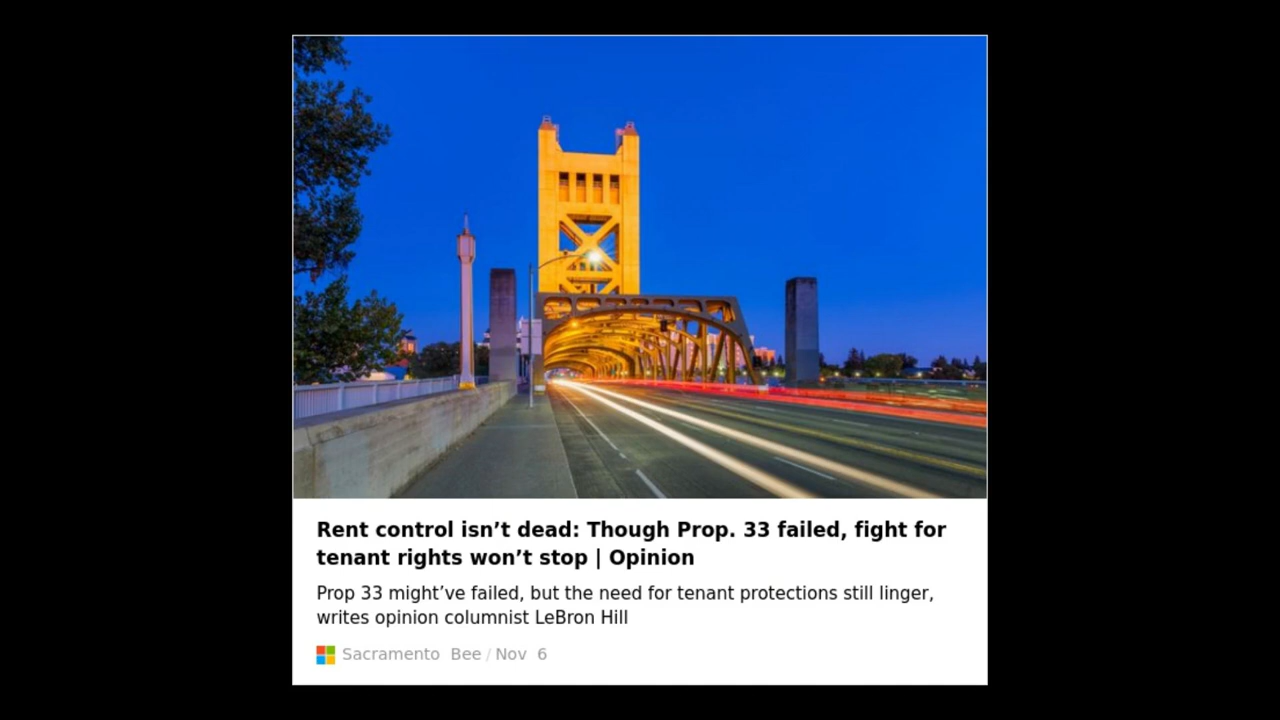 Rent control isn’t dead: Though Prop. 33 failed, fight for
tenant rights won’t stop | Opinion
Prop 33 might’ve failed, but the need for tenant protections still linger,
writes opinion columnist LeBron Hill
Sacramento Bee / Nov 6